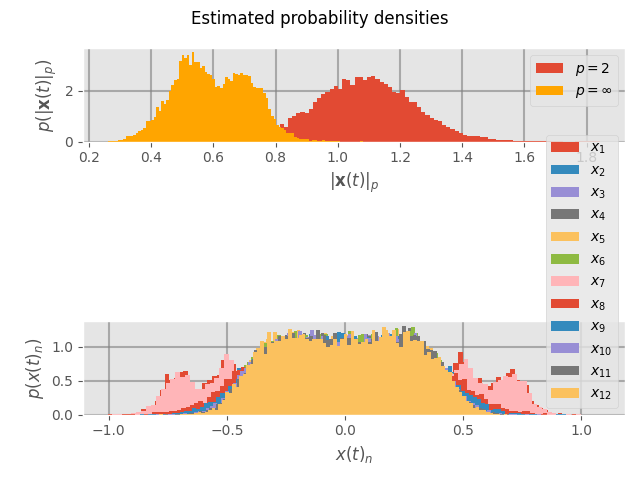 Estimated probability densities
p(|x(t)|ₚ)
2
0
p = 2
p = ∞
0.2 0.4 0.6 0.8 1.0 1.2 1.4 1.6 1.8
|x(t)|ₚ
x₁
x₂
x₃
x₄
x₅
x₆
x₇
x₈
x₉
x₁₀
x₁₁
x₁₂
p(x(t)ₙ)
1.0
0.5
0.0
−1.0 −0.5 0.0 0.5 1.0
x(t)ₙ